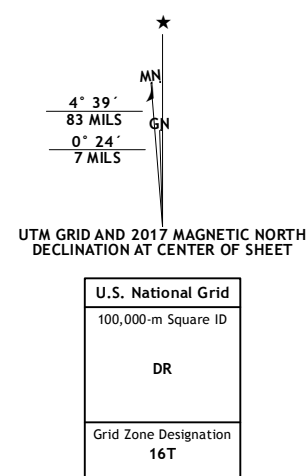 MN
4° 39´
83 MILS
GN
0° 24´
7 MILS
UTM GRID AND 2017 MAGNETIC NORTH
DECLINATION AT CENTER OF SHEET
U.S. National Grid
100,000-m Square ID
DR
Grid Zone Designation
16T